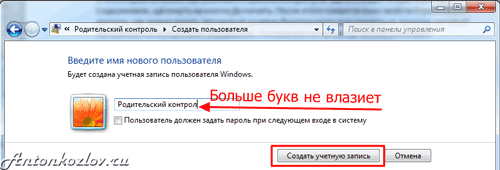 Родительский контроль ▸ Создать пользователя
Поиск в панели управления
Введите имя нового пользователя
Будет создана учетная запись пользователя Windows.
Родительский контрол
Больше букв не влазиет
Пользователь должен задать пароль при следующем входе в систему
Создать учетную запись
Отмена
Antonkozlov.ru